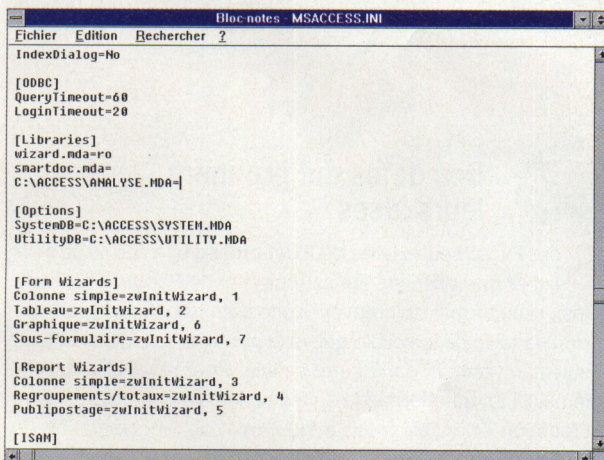 Bloc-notes - MSACCESS.INI
Fichier Edition Rechercher ?
IndexDialog=No
[ODBC]
QueryTimeout=60
LoginTimeout=20
[Libraries]
wizard.mda=ro
smartdoc.mda=
C:\ACCESS\ANALYSE.MDA=
[Options]
SystemDB=C:\ACCESS\SYSTEM.MDA
UtilityDB=C:\ACCESS\UTILITY.MDA
[Form Wizards]
Colonne simple=zwInitWizard, 1
Tableau=zwInitWizard, 2
Graphique=zwInitWizard, 6
Sous-formulaire=zwInitWizard, 7
[Report Wizards]
Colonne simple=zwInitWizard, 3
Regroupements/totaux=zwInitWizard, 4
Publipostage=zwInitWizard, 5
[ISAM]